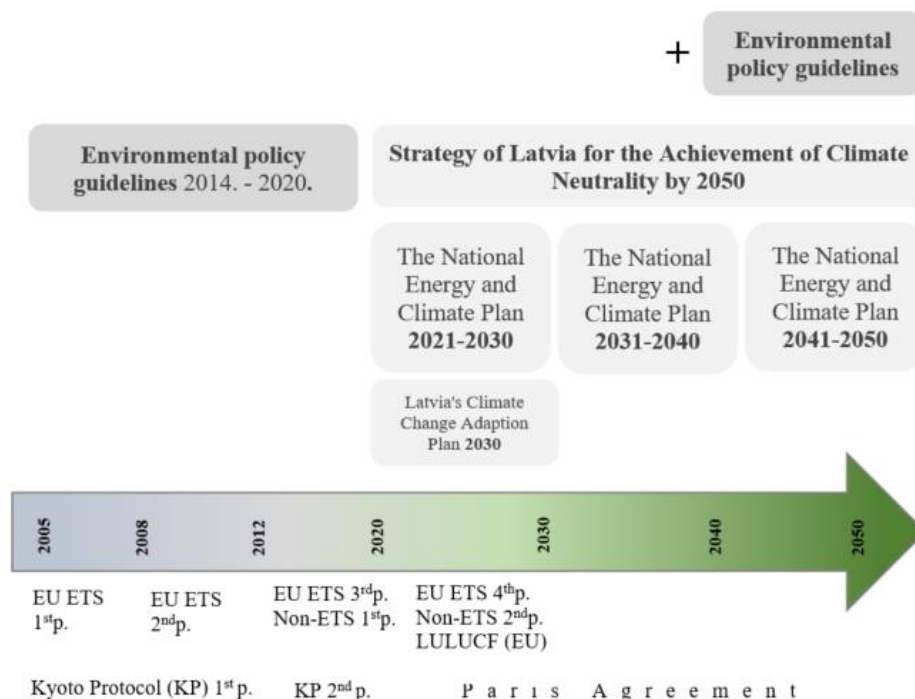 +
Environmental
policy guidelines
Environmental policy
guidelines 2014. - 2020.
Strategy of Latvia for the Achievement of Climate
Neutrality by 2050
The National
Energy and
Climate Plan
2021-2030
The National
Energy and
Climate Plan
2031-2040
The National
Energy and
Climate Plan
2041-2050
Latvia's Climate
Change Adaption
Plan 2030
2005
2008
2012
2020
2030
2040
2050
EU ETS
1st p.
EU ETS
2nd p.
EU ETS 3rd p.
Non-ETS 1st p.
EU ETS 4th p.
Non-ETS 2nd p.
LULUCF (EU)
Kyoto Protocol (KP) 1st p.
KP 2nd p.
Paris Agreement